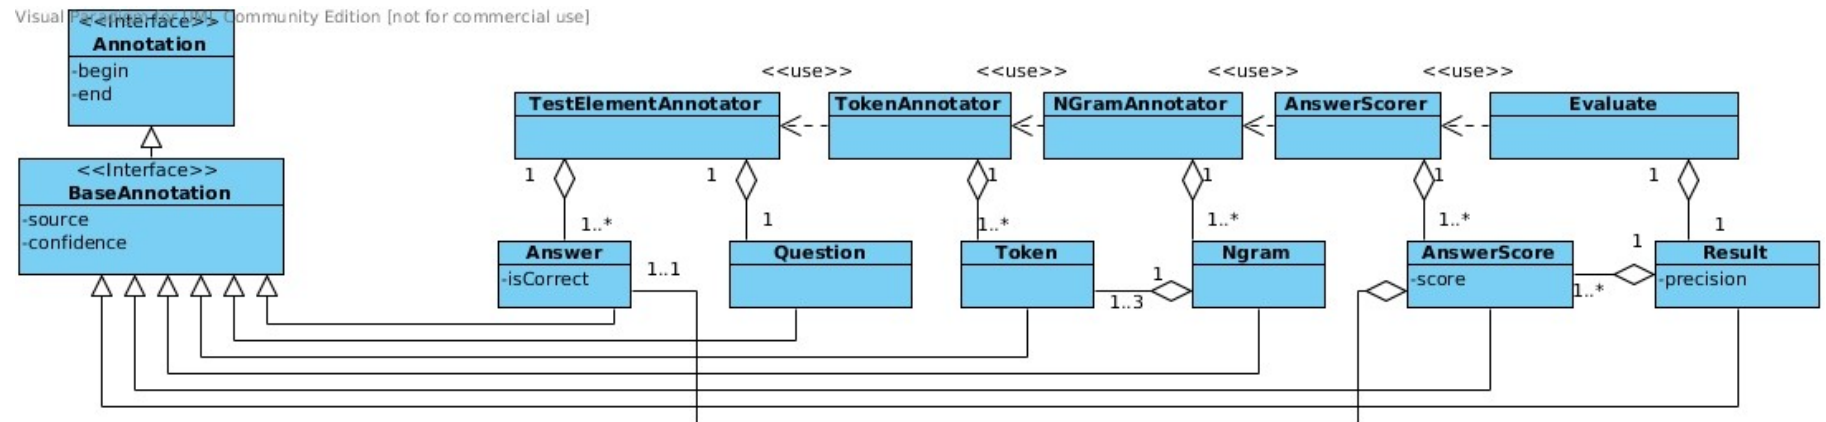 Visual Paradigm for UML Community Edition [not for commercial use]
<<Interface>>
Annotation
-begin
-end
<<Interface>>
BaseAnnotation
-source
-confidence
<<use>> <<use>> <<use>> <<use>>
TestElementAnnotator TokenAnnotator NGramAnnotator AnswerScorer Evaluate
1 1 1 1 1 1
1..* 1 1..* 1..* 1..* 1
Answer Question Token Ngram AnswerScore Result
-isCorrect -score -precision
1..1 1 1..3 1 1..*